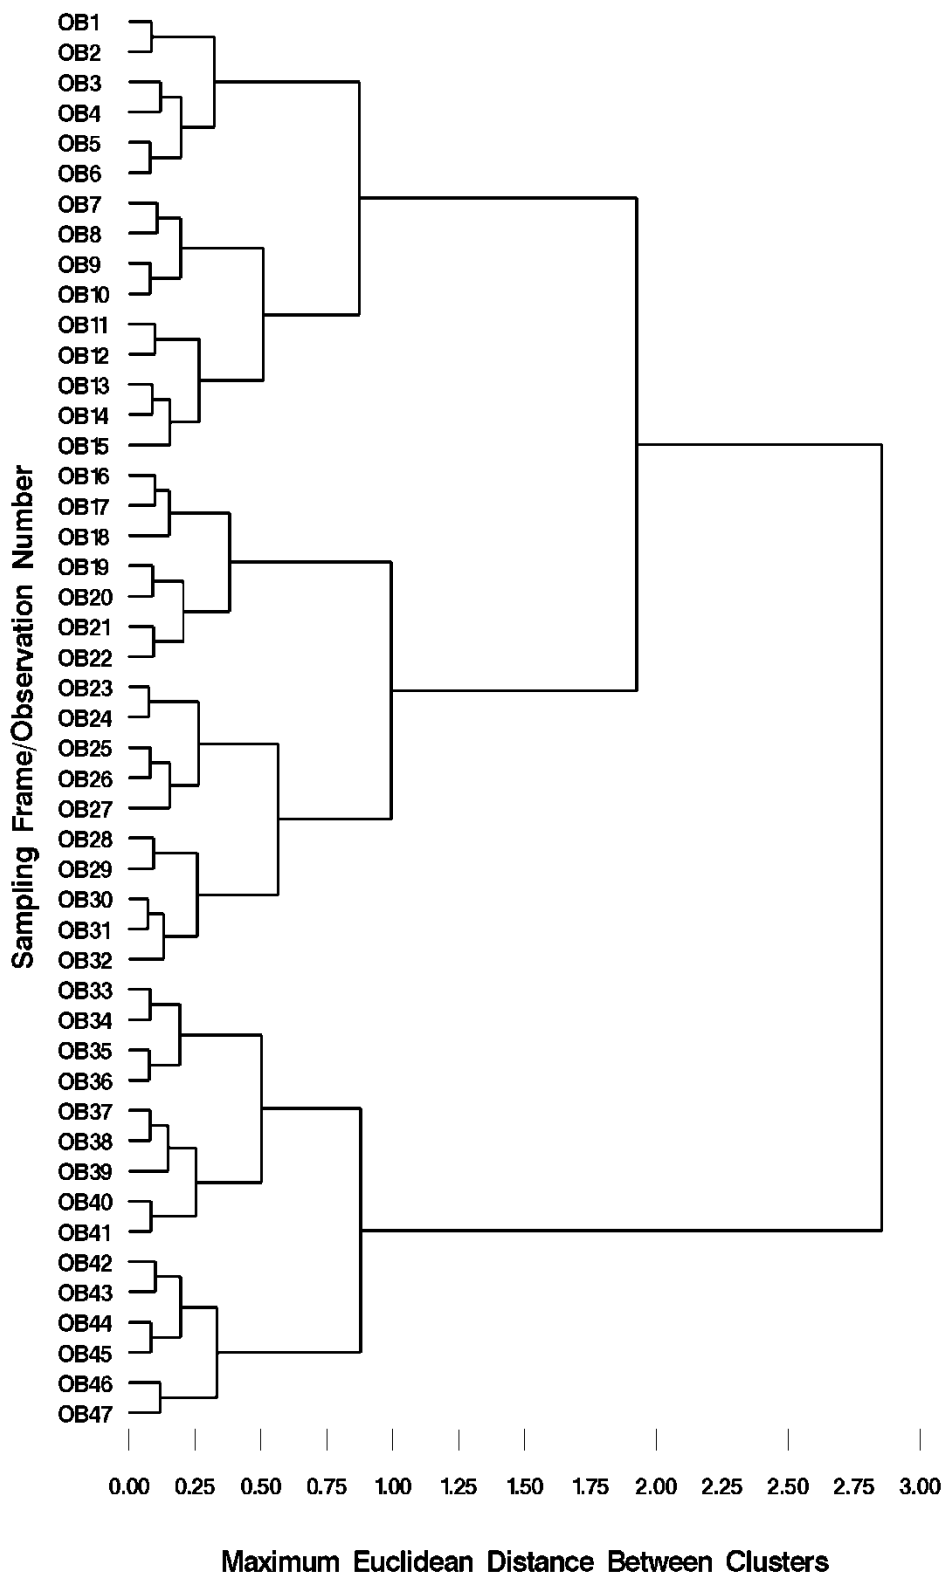 OB1
OB2
OB3
OB4
OB5
OB6
OB7
OB8
OB9
OB10
OB11
OB12
OB13
OB14
OB15
OB16
OB17
OB18
OB19
OB20
OB21
OB22
OB23
OB24
OB25
OB26
OB27
OB28
OB29
OB30
OB31
OB32
OB33
OB34
OB35
OB36
OB37
OB38
OB39
OB40
OB41
OB42
OB43
OB44
OB45
OB46
OB47
Sampling Frame/Observation Number
0.00 0.25 0.50 0.75 1.00 1.25 1.50 1.75 2.00 2.25 2.50 2.75 3.00
Maximum Euclidean Distance Between Clusters